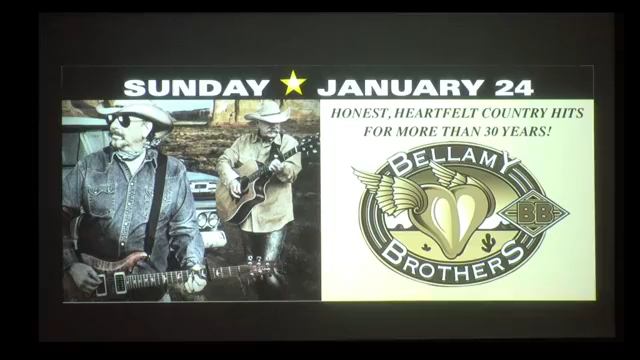 SUNDAY ★ JANUARY 24
HONEST, HEARTFELT COUNTRY HITS
FOR MORE THAN 30 YEARS!
BELLAMY
BB
BROTHERS